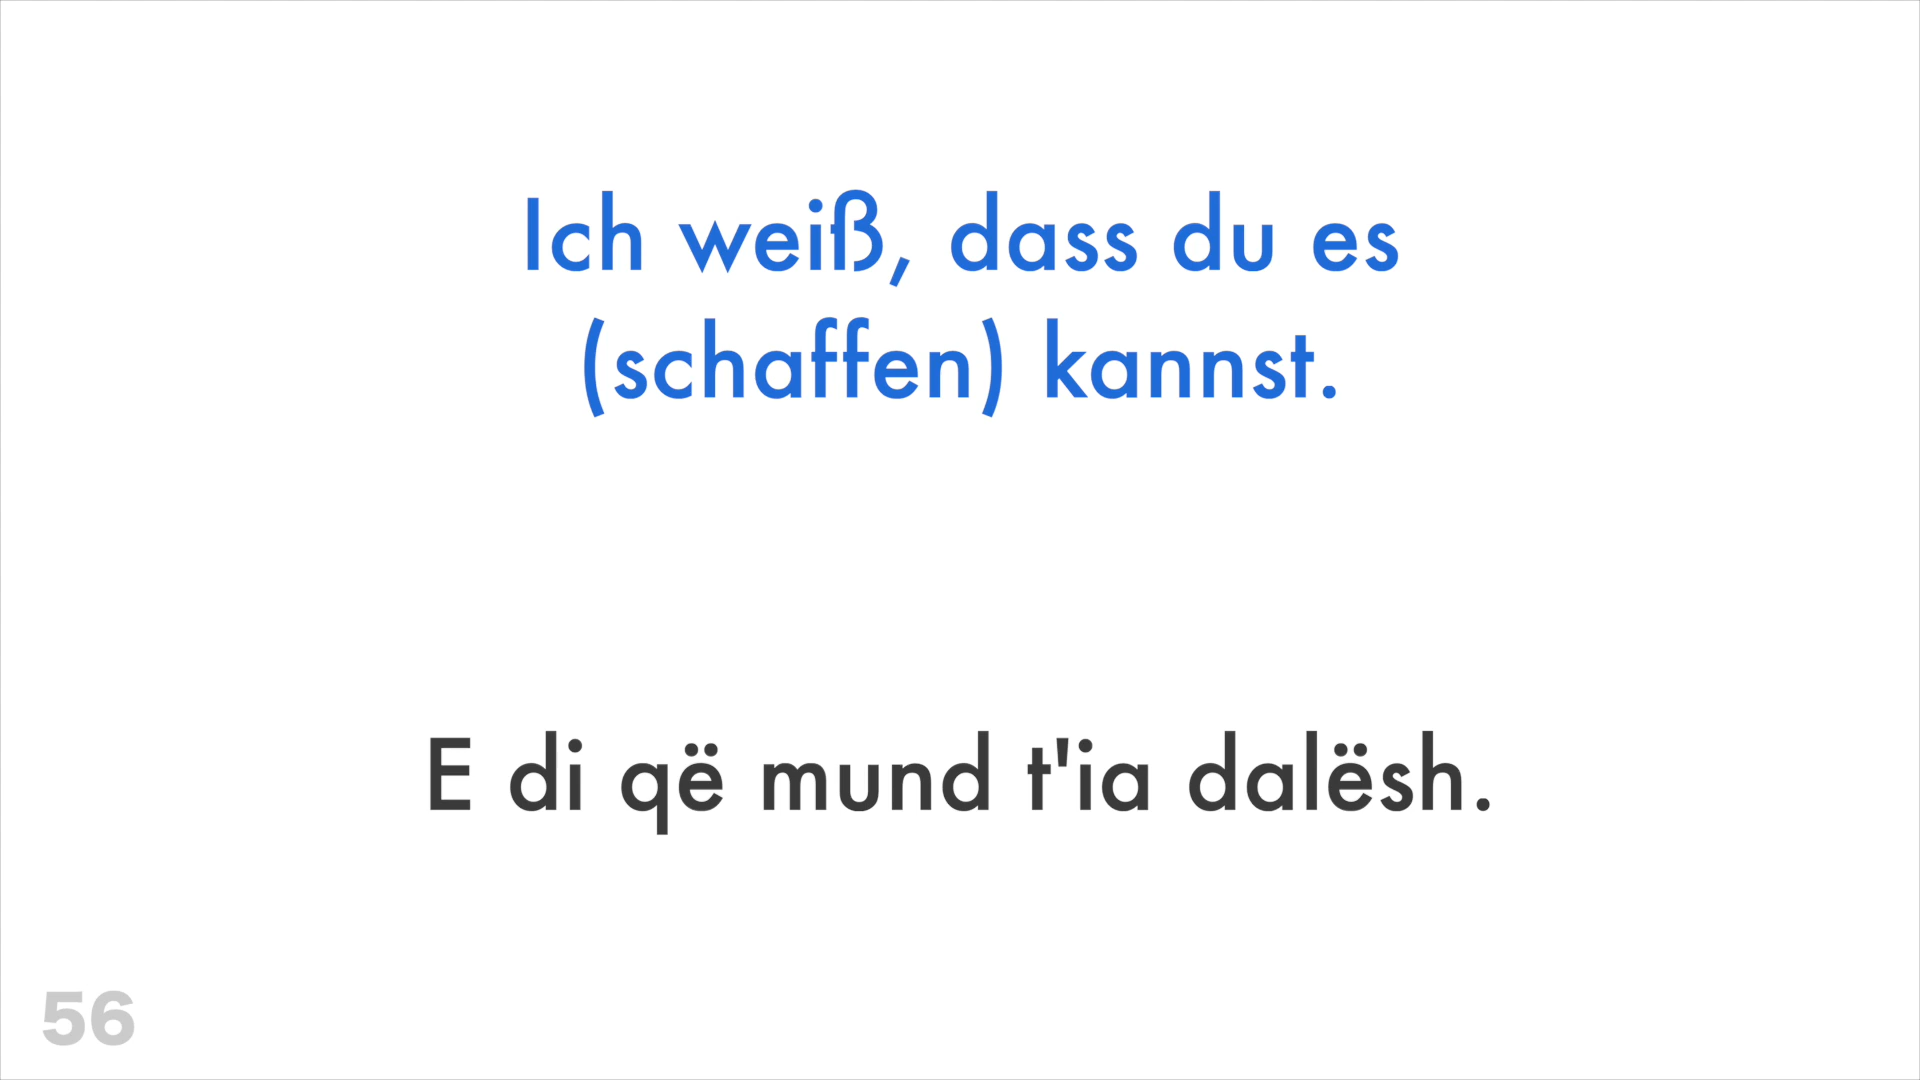 Ich weiß, dass du es
(schaffen) kannst.
E di që mund t'ia dalësh.
56